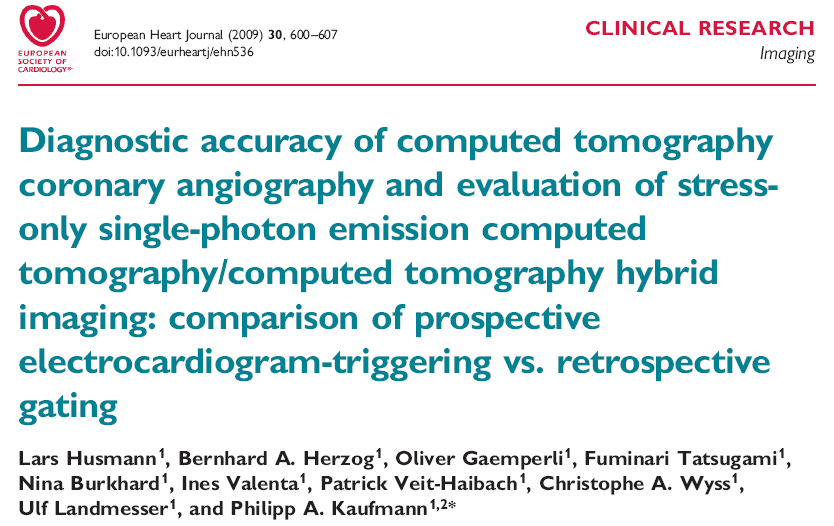 EUROPEAN
SOCIETY OF
CARDIOLOGY®
European Heart Journal (2009) 30, 600–607
doi:10.1093/eurheartj/ehn536
CLINICAL RESEARCH
Imaging
Diagnostic accuracy of computed tomography
coronary angiography and evaluation of stress-
only single-photon emission computed
tomography/computed tomography hybrid
imaging: comparison of prospective
electrocardiogram-triggering vs. retrospective
gating
Lars Husmann1, Bernhard A. Herzog1, Oliver Gaemperli1, Fuminari Tatsugami1,
Nina Burkhard1, Ines Valenta1, Patrick Veit-Haibach1, Christophe A. Wyss1,
Ulf Landmesser1, and Philipp A. Kaufmann1,2*